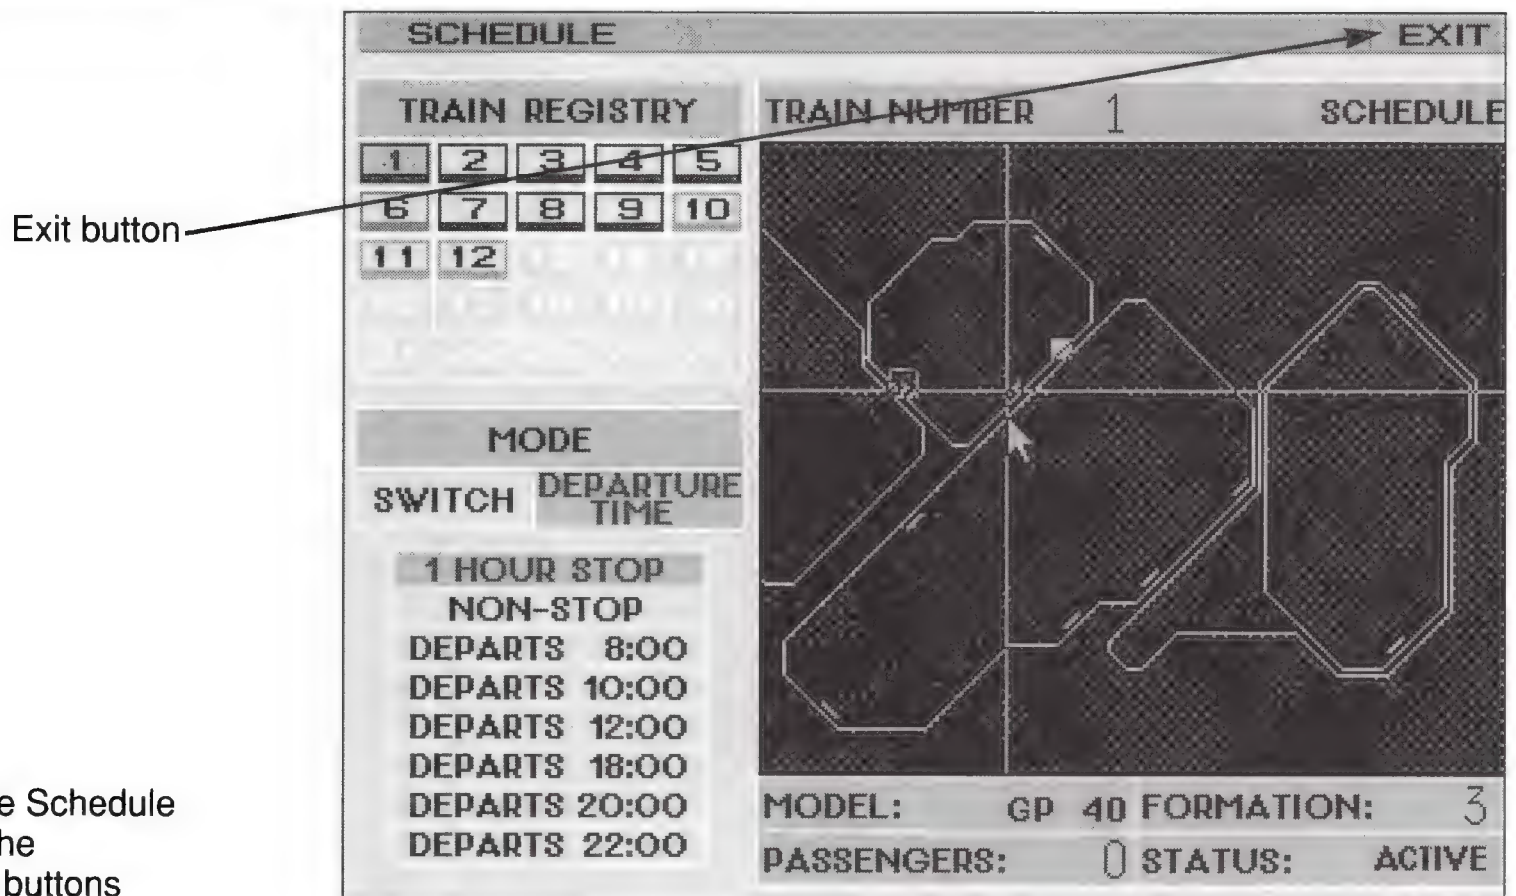 SCHEDULE EXIT
TRAIN REGISTRY
1 2 3 4 5
6 7 8 9 10
11 12
MODE
SWITCH DEPARTURE TIME
1 HOUR STOP
NON-STOP
DEPARTS 8:00
DEPARTS 10:00
DEPARTS 12:00
DEPARTS 18:00
DEPARTS 20:00
DEPARTS 22:00
TRAIN NUMBER 1 SCHEDULE
MODEL: GP 40 FORMATION: 3
PASSENGERS: 0 STATUS: ACTIVE
Exit button
e Schedule
he
buttons